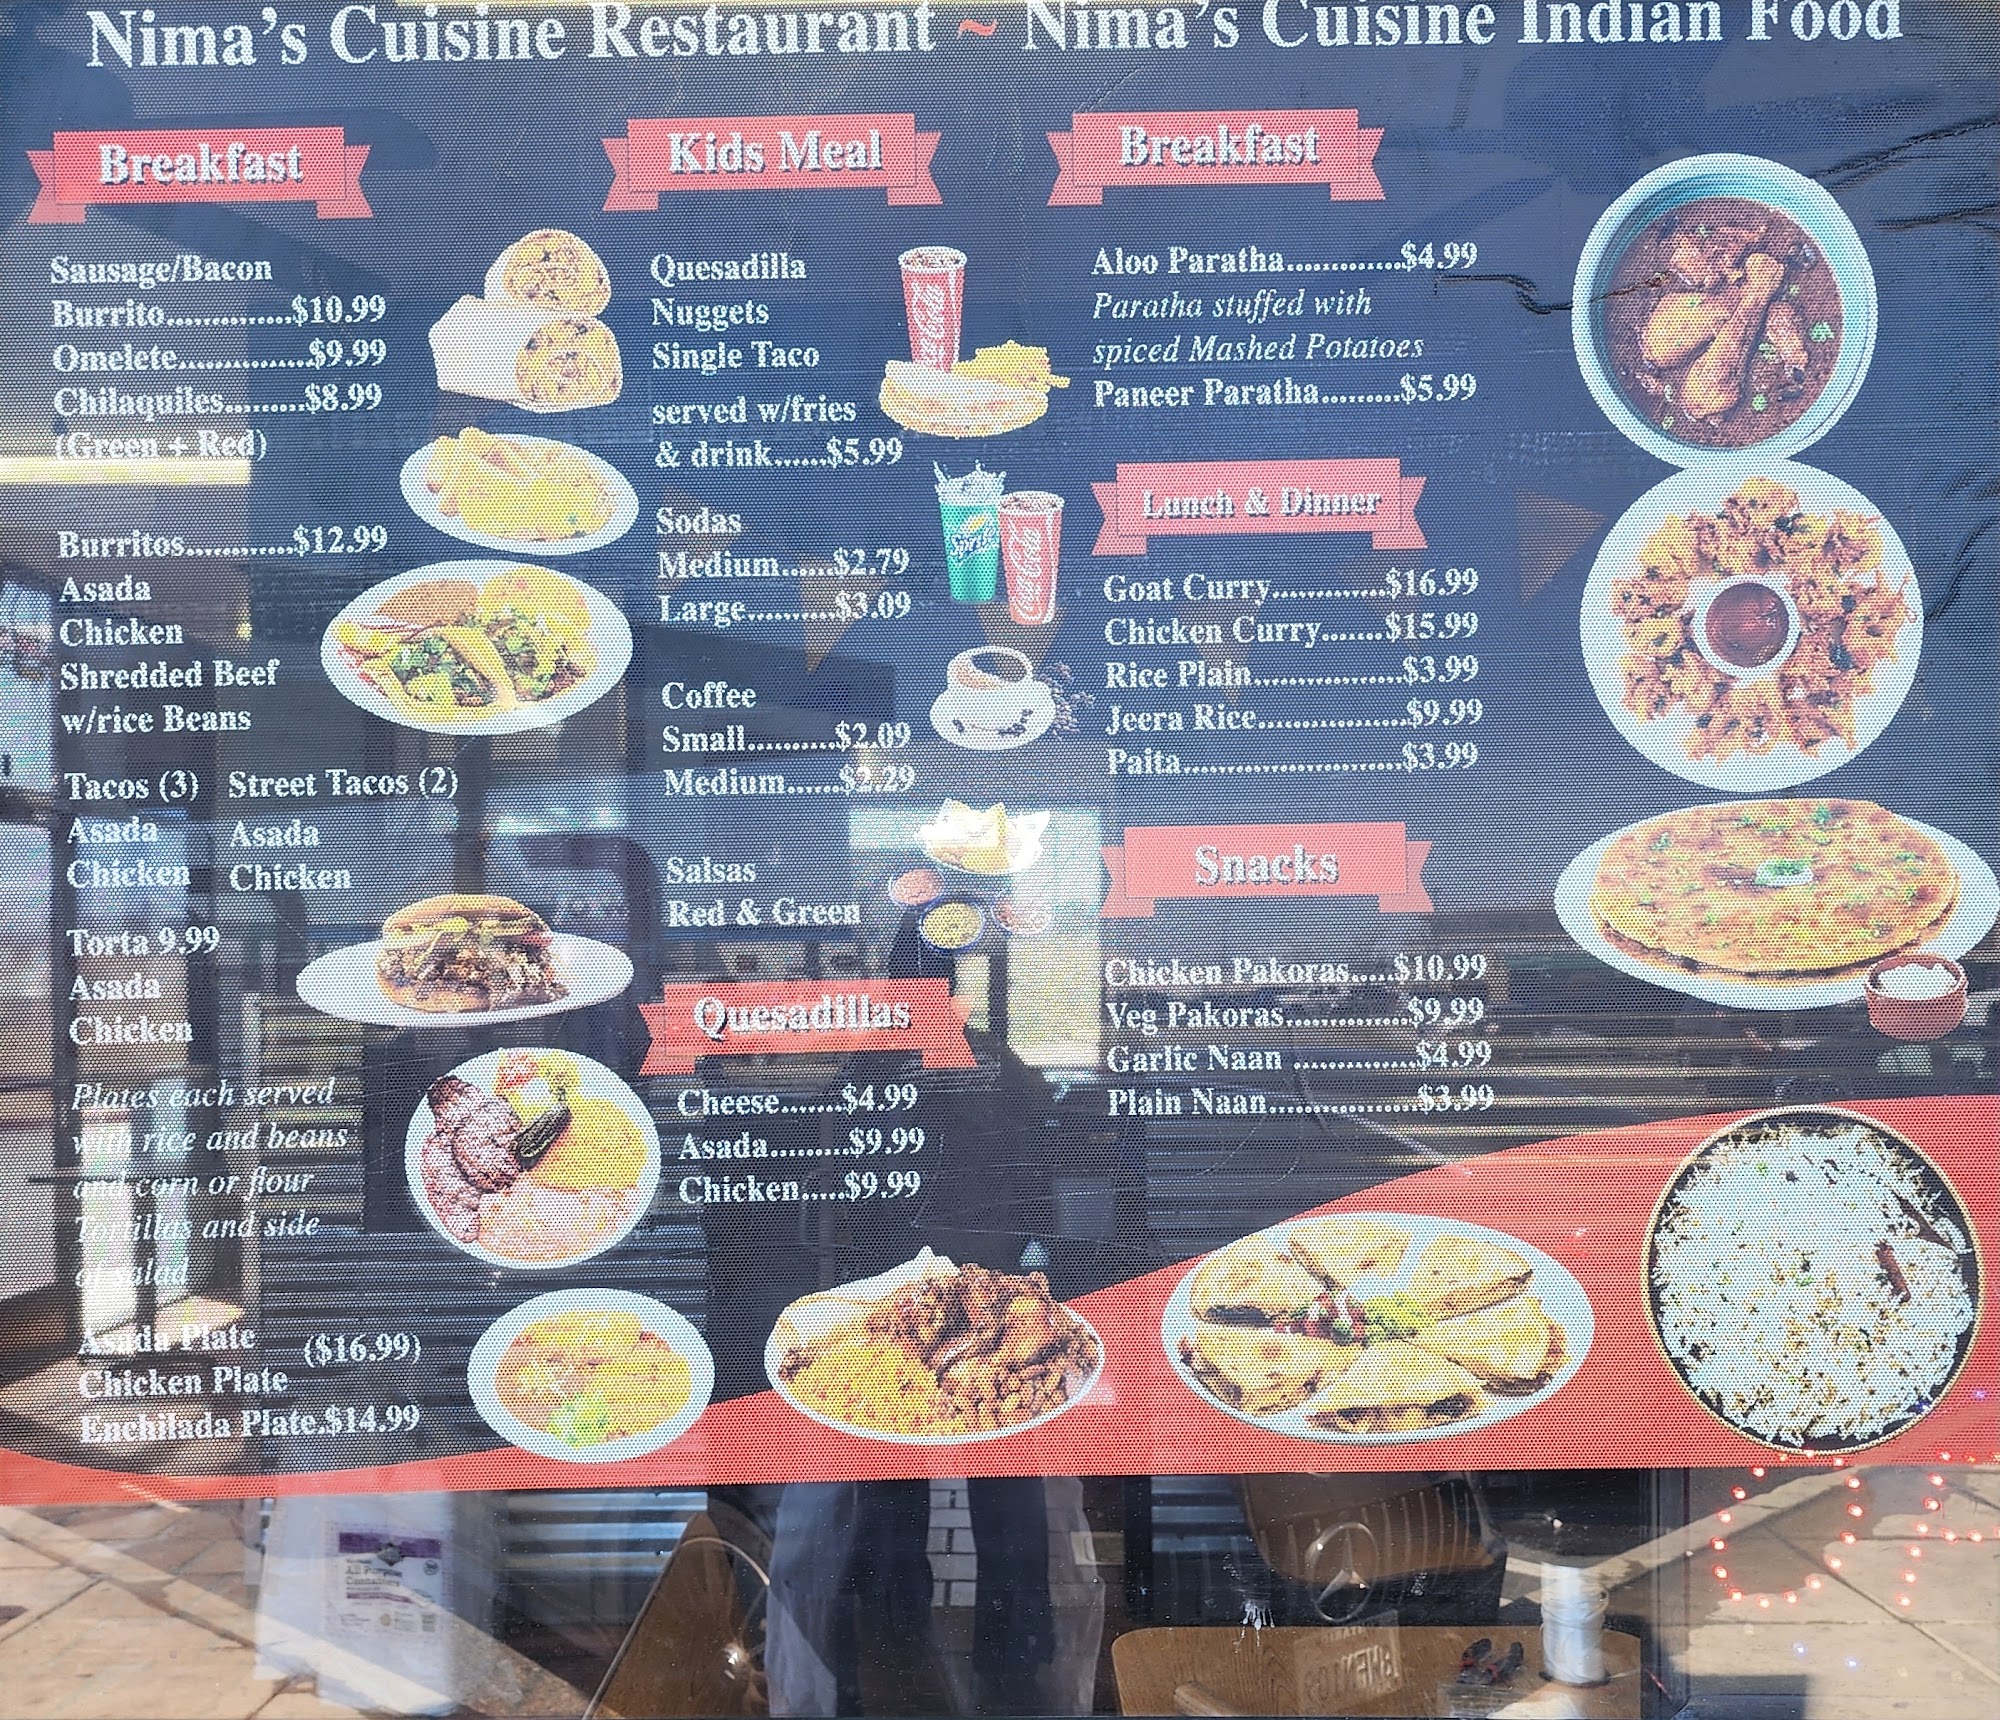 Nima's Cuisine Restaurant ~ Nima's Cuisine Indian Food
Breakfast
Sausage/Bacon
Burrito...............$10.99
Omelete................$9.99
Chilaquiles..........$8.99
(Green + Red)
Burritos.............$12.99
Asada
Chicken
Shredded Beef
w/rice Beans
Tacos (3) Street Tacos (2)
Asada Asada
Chicken Chicken
Torta 9.99
Asada
Chicken
Plates each served
with rice and beans
and corn or flour
Tortillas and side
of salad
Asada Plate ($16.99)
Chicken Plate
Enchilada Plate.$14.99
Kids Meal
Quesadilla
Nuggets
Single Taco
served w/fries
& drink......$5.99
Coca-Cola
Sodas
Medium......$2.79
Large..........$3.09
Sprite
Coca-Cola
Coffee
Small..........$2.09
Medium......$2.29
Salsas
Red & Green
Quesadillas
Cheese.......$4.99
Asada.........$9.99
Chicken.....$9.99
Breakfast
Aloo Paratha..............$4.99
Paratha stuffed with
spiced Mashed Potatoes
Paneer Paratha.........$5.99
Lunch & Dinner
Goat Curry..............$16.99
Chicken Curry.......$15.99
Rice Plain..................$3.99
Jeera Rice..................$9.99
Paita..........................$3.99
Snacks
Chicken Pakoras.....$10.99
Veg Pakoras..............$9.99
Garlic Naan ..............$4.99
Plain Naan.................$3.99
All Purpose
Containers